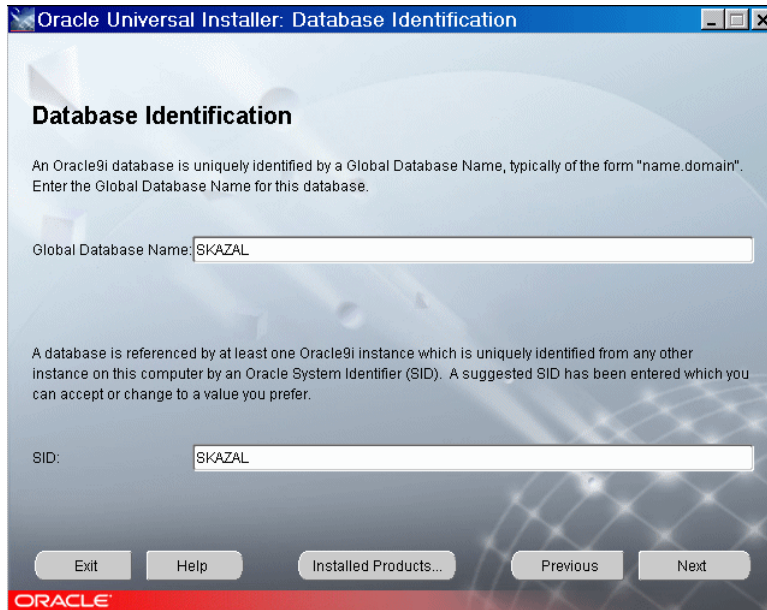 Oracle Universal Installer: Database Identification
Database Identification
An Oracle9i database is uniquely identified by a Global Database Name, typically of the form "name.domain".
Enter the Global Database Name for this database.
Global Database Name: SKAZAL
A database is referenced by at least one Oracle9i instance which is uniquely identified from any other
instance on this computer by an Oracle System Identifier (SID). A suggested SID has been entered which you
can accept or change to a value you prefer.
SID: SKAZAL
Exit Help Installed Products... Previous Next
ORACLE